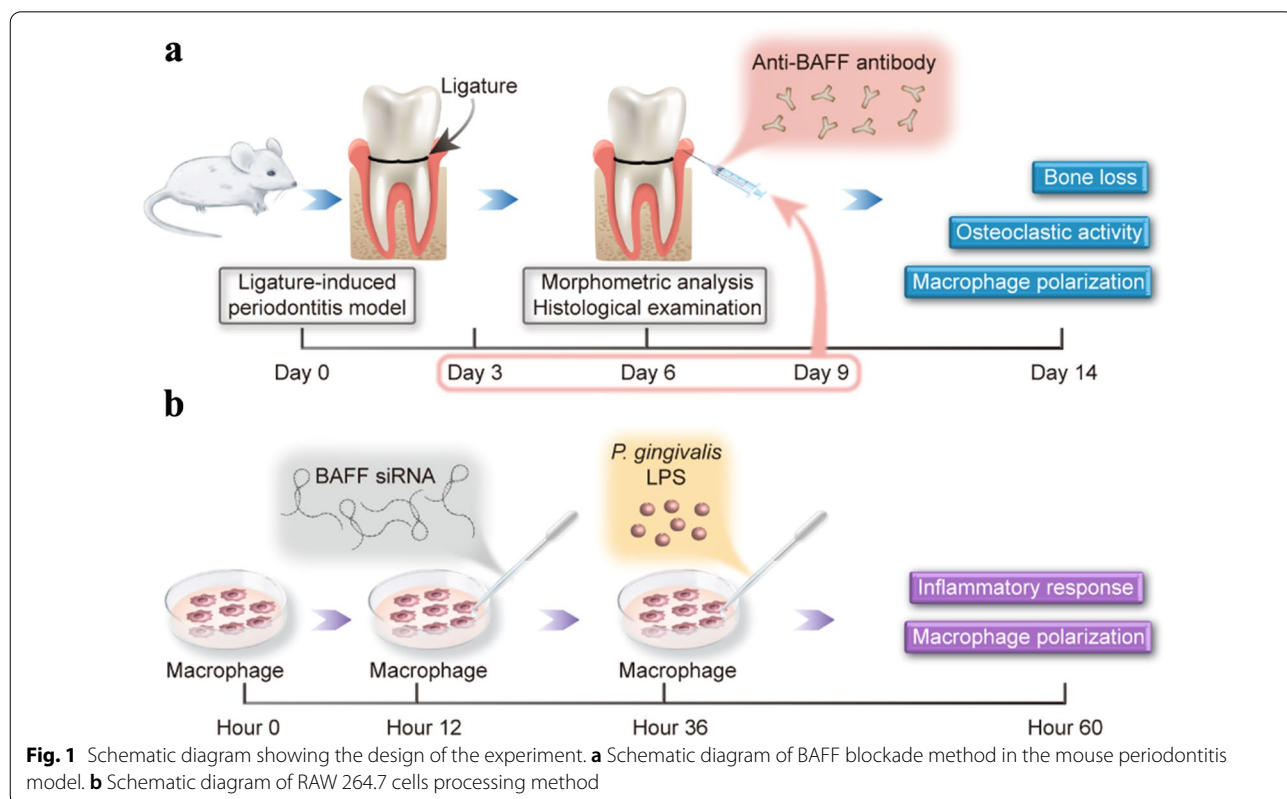 a
Ligature
Anti-BAFF antibody
Bone loss
Osteoclastic activity
Macrophage polarization
Ligature-induced
periodontitis model
Morphometric analysis
Histological examination
Day 0
Day 3
Day 6
Day 9
Day 14
b
BAFF siRNA
P. gingivalis
LPS
Inflammatory response
Macrophage polarization
Macrophage
Macrophage
Macrophage
Hour 0
Hour 12
Hour 36
Hour 60
Fig. 1 Schematic diagram showing the design of the experiment. a Schematic diagram of BAFF blockade method in the mouse periodontitis
model. b Schematic diagram of RAW 264.7 cells processing method